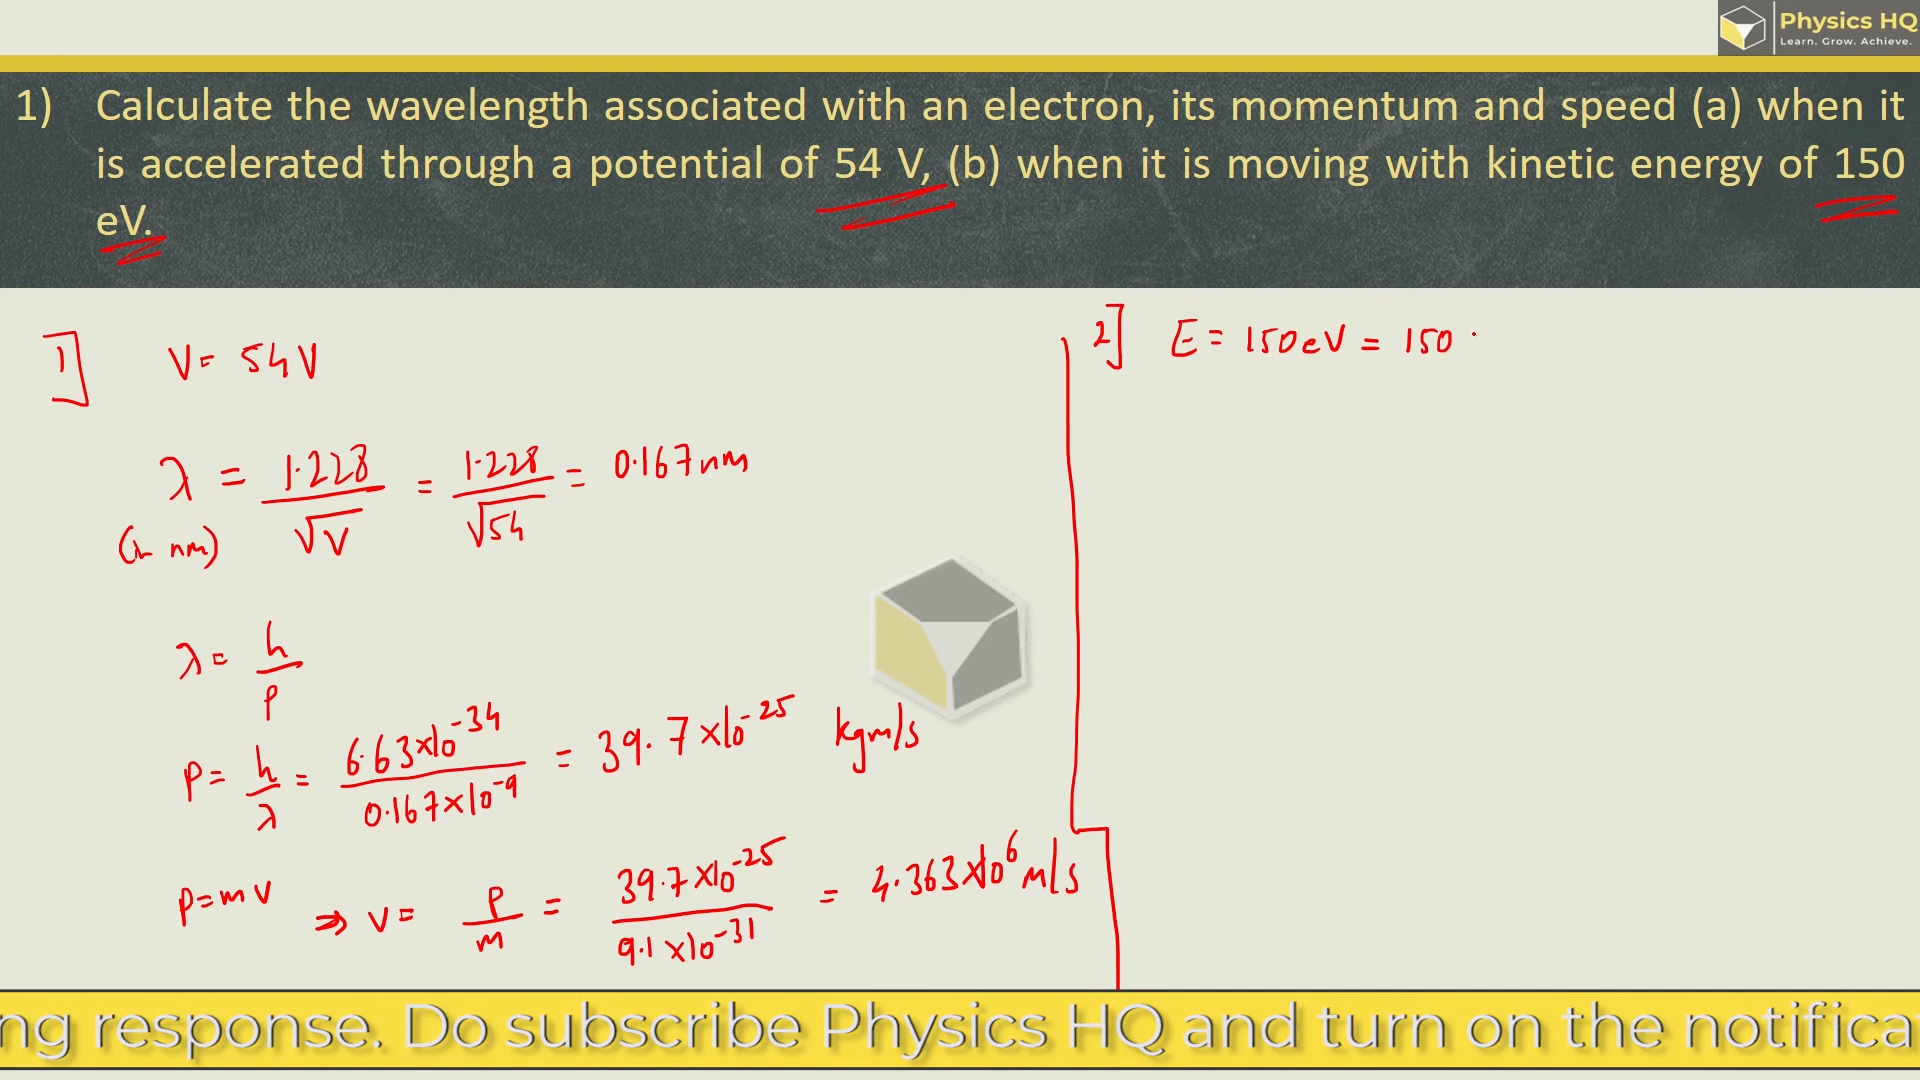 Physics HQ
Learn. Grow. Achieve.
1) Calculate the wavelength associated with an electron, its momentum and speed (a) when it
is accelerated through a potential of 54 V, (b) when it is moving with kinetic energy of 150
eV.
1] V = 54V
λ = 1.228/√V = 1.228/√54 = 0.167nm
(in nm)
λ = h/p
p = h/λ = 6.63×10⁻³⁴/0.167×10⁻⁹ = 39.7×10⁻²⁵ kgm/s
p=mv ⇒ v = p/m = 39.7×10⁻²⁵/9.1×10⁻³¹ = 4.363×10⁶ m/s
2] E = 150eV = 150 ·
ng response. Do subscribe Physics HQ and turn on the notifica